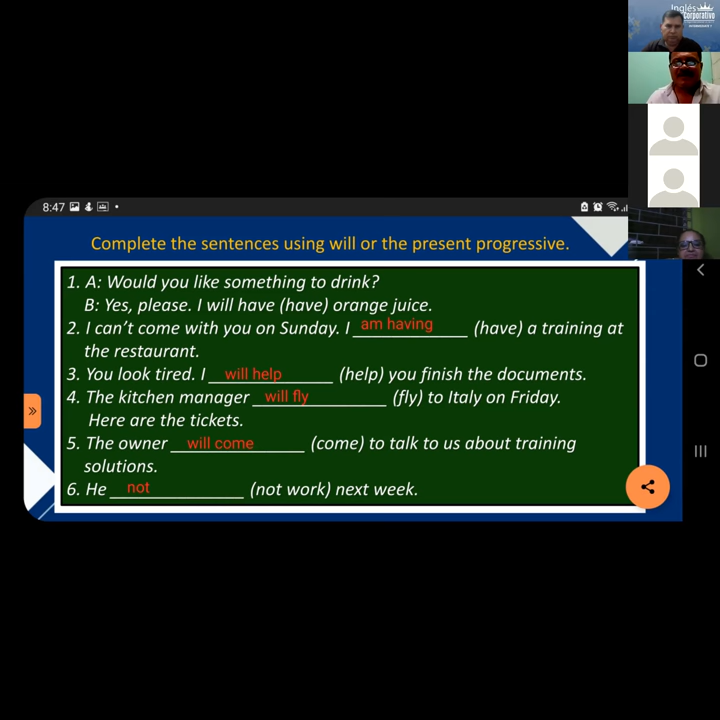 Inglés
corporativo
8:47
Complete the sentences using will or the present progressive.
1. A: Would you like something to drink?
B: Yes, please. I will have (have) orange juice.
2. I can't come with you on Sunday. I am having (have) a training at
the restaurant.
3. You look tired. I will help (help) you finish the documents.
4. The kitchen manager will fly (fly) to Italy on Friday.
Here are the tickets.
5. The owner will come (come) to talk to us about training
solutions.
6. He not (not work) next week.